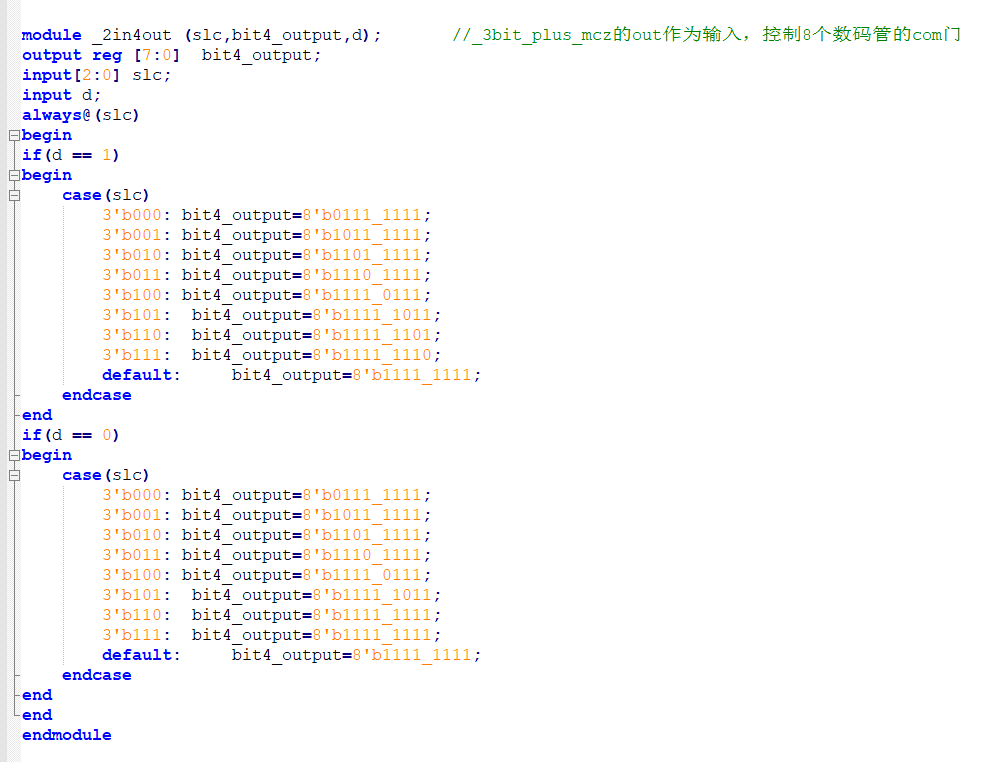 module _2in4out (slc,bit4_output,d);       //_3bit_plus_mcz的out作为输入，控制8个数码管的com门
output reg [7:0]  bit4_output;
input[2:0] slc;
input d;
always@(slc)
begin
if(d == 1)
begin
    case(slc)
        3'b000: bit4_output=8'b0111_1111;
        3'b001: bit4_output=8'b1011_1111;
        3'b010: bit4_output=8'b1101_1111;
        3'b011: bit4_output=8'b1110_1111;
        3'b100: bit4_output=8'b1111_0111;
        3'b101:  bit4_output=8'b1111_1011;
        3'b110:  bit4_output=8'b1111_1101;
        3'b111:  bit4_output=8'b1111_1110;
        default:     bit4_output=8'b1111_1111;
    endcase
end
if(d == 0)
begin
    case(slc)
        3'b000: bit4_output=8'b0111_1111;
        3'b001: bit4_output=8'b1011_1111;
        3'b010: bit4_output=8'b1101_1111;
        3'b011: bit4_output=8'b1110_1111;
        3'b100: bit4_output=8'b1111_0111;
        3'b101:  bit4_output=8'b1111_1011;
        3'b110:  bit4_output=8'b1111_1111;
        3'b111:  bit4_output=8'b1111_1111;
        default:     bit4_output=8'b1111_1111;
    endcase
end
end
endmodule